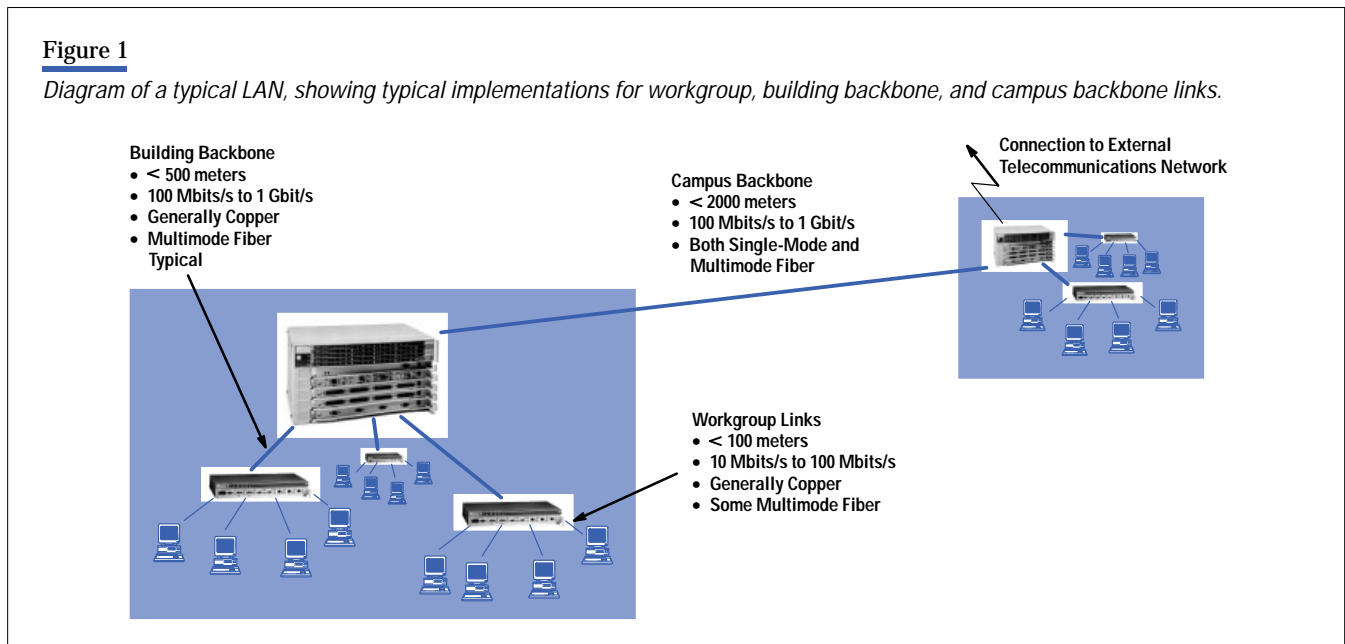 Figure 1
Diagram of a typical LAN, showing typical implementations for workgroup, building backbone, and campus backbone links.
Building Backbone
• < 500 meters
• 100 Mbits/s to 1 Gbit/s
• Generally Copper
• Multimode Fiber
Typical
Campus Backbone
• < 2000 meters
• 100 Mbits/s to 1 Gbit/s
• Both Single-Mode and
Multimode Fiber
Connection to External
Telecommunications Network
Workgroup Links
• < 100 meters
• 10 Mbits/s to 100 Mbits/s
• Generally Copper
• Some Multimode Fiber